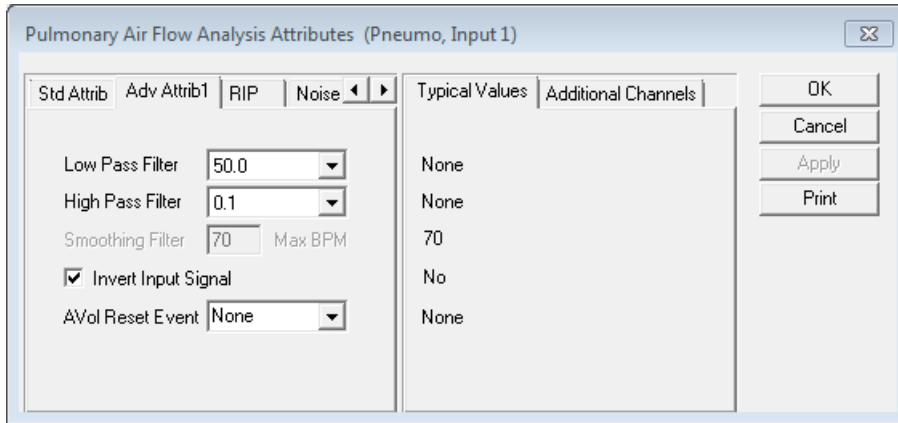 Pulmonary Air Flow Analysis Attributes (Pneumo, Input 1)
Std Attrib Adv Attrib1 RIP Noise
Typical Values Additional Channels
OK
Cancel
Apply
Print
Low Pass Filter 50.0 None
High Pass Filter 0.1 None
Smoothing Filter 70 Max BPM 70
Invert Input Signal No
AVol Reset Event None None